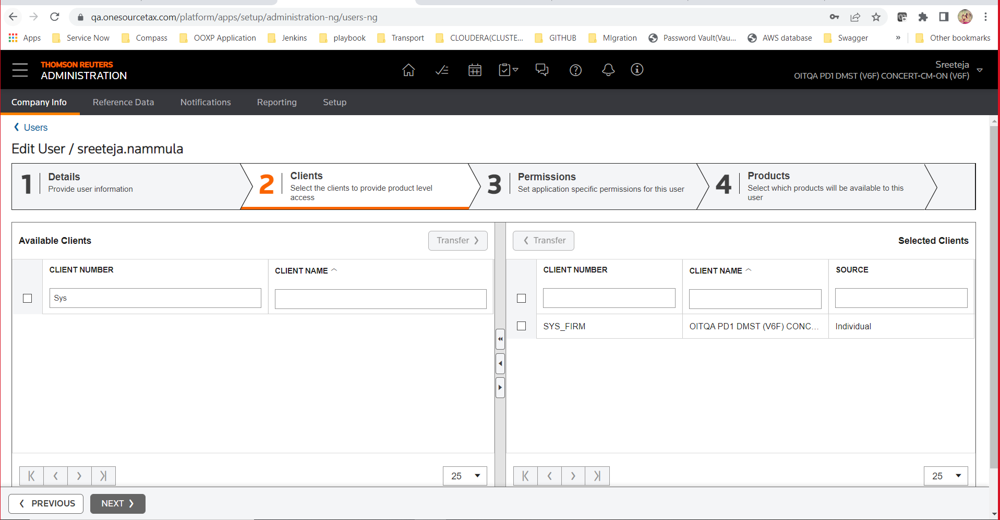 qa.onesourcetax.com/platform/apps/setup/administration-ng/users-ng
Apps Service Now Compass OOXP Application Jenkins playbook Transport CLOUDERA(CLUSTE... GITHUB MIgration Password Vault(Vau... AWS database Swagger » Other bookmarks
THOMSON REUTERS
ADMINISTRATION
Sreeteja
OITQA PD1 DMST (V6F) CONCERT-CM-ON (V6F)
Company Info Reference Data Notifications Reporting Setup
Users
Edit User / sreeteja.nammula
1 Details
Provide user information
2 Clients
Select the clients to provide product level
access
3 Permissions
Set application specific permissions for this user
4 Products
Select which products will be available to this
user
Available Clients Transfer
Transfer Selected Clients
CLIENT NUMBER CLIENT NAME
Sys
CLIENT NUMBER CLIENT NAME SOURCE
SYS_FIRM OITQA PD1 DMST (V6F) CONC... Individual
25
25
PREVIOUS NEXT